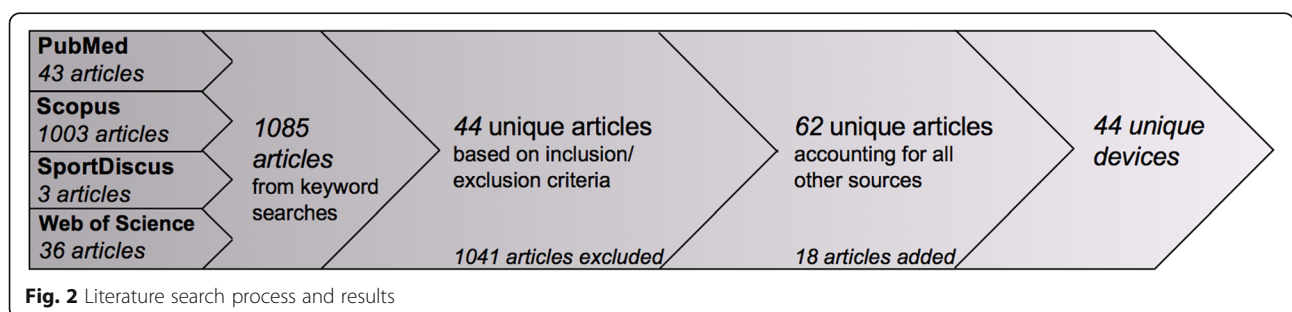 PubMed
43 articles
Scopus
1003 articles
SportDiscus
3 articles
Web of Science
36 articles
1085
articles
from keyword
searches
44 unique articles
based on inclusion/
exclusion criteria
1041 articles excluded
62 unique articles
accounting for all
other sources
18 articles added
44 unique
devices
Fig. 2 Literature search process and results